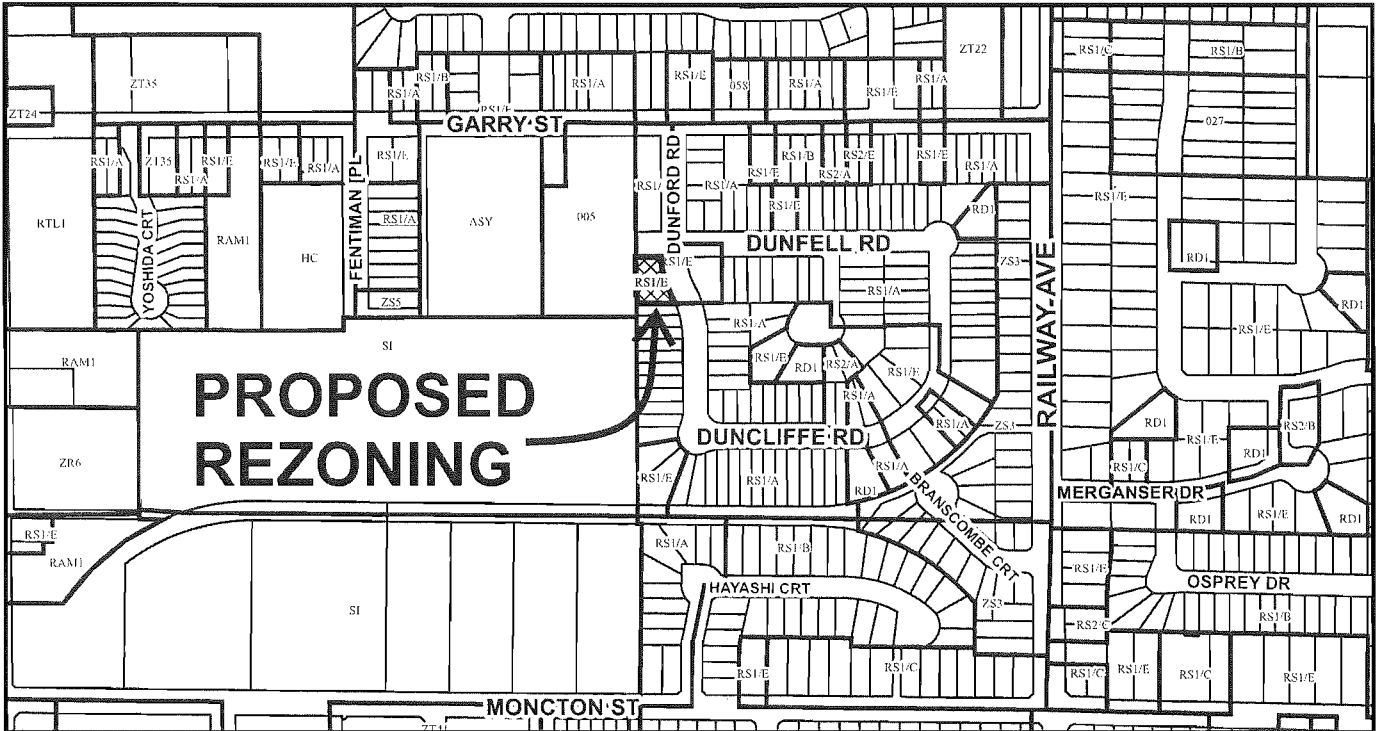 ZT22
RS1/C
RS1/B
ZT35
ZT24
RS1/B
RS1/A
RS1/A
RS1/E
058
RS1/A
RS1/E
RS1/A
GARRY ST
027
RS1/A
ZT35
RS1/E
RS1/A
RS1/E
RS1/A
RS1/E
FENTIMAN [PL
DUNFORD RD
RS1/A
RS1/E
RS1/B
RS2/E
RS2/A
RS1/E
RS1/A
RS1/E
RTL1
YOSHIDA CRT
RAM1
HC
RS1/A
ASY
005
RS1/E
RD1
DUNFELL RD
RS1/E
RS1/E
ZS3
RAILWAY AVE
RD1
RD1
ZS5
RS1/A
RS1/A
RS1/E
SI
RAM1
RS1/E
RD1
RS2/A
RS1/E
RS1/A
RS1/A
ZS3
PROPOSED
REZONING
DUNCLIFFE RD
RD1
RS1/E
RS2/B
RD1
ZR6
RS1/E
RS1/A
RS1/A
RD1
BRANSCOMBE CRT
RS1/C
MERGANSER DR
RD1
RS1/E
RD1
RS1/E
RAM1
RS1/A
RS1/B
HAYASHI CRT
ZS3
RS1/E
OSPREY DR
SI
RS2/C
RS1/B
RS1/E
RS1/C
RS1/C
RS1/E
RS1/C
RS1/E
MONCTON ST